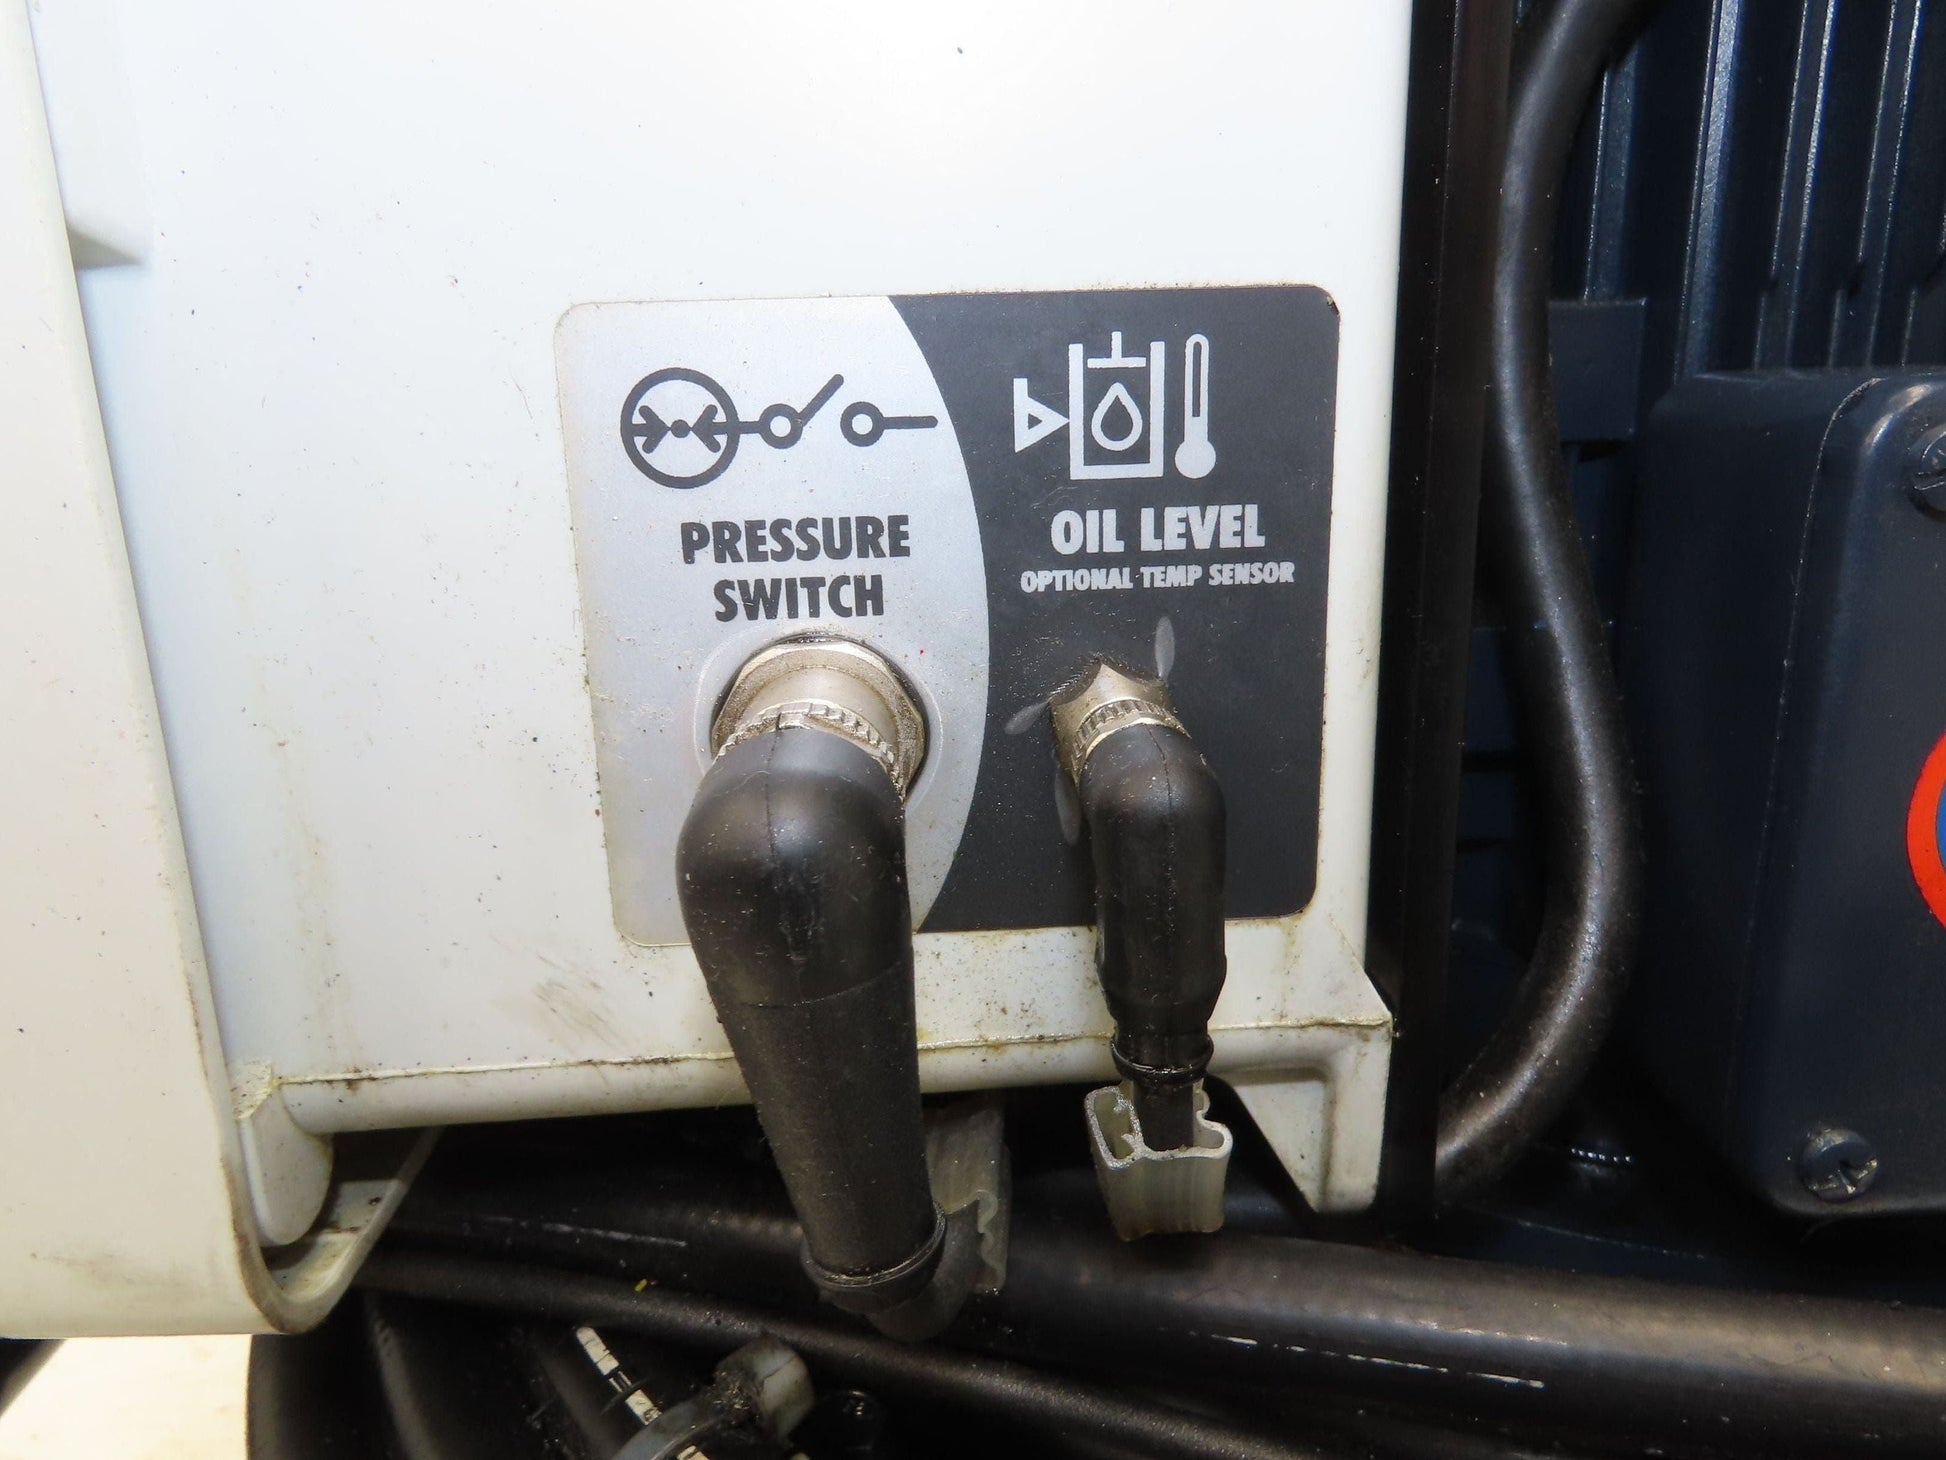 PRESSURE
SWITCH
OIL LEVEL
OPTIONAL TEMP SENSOR